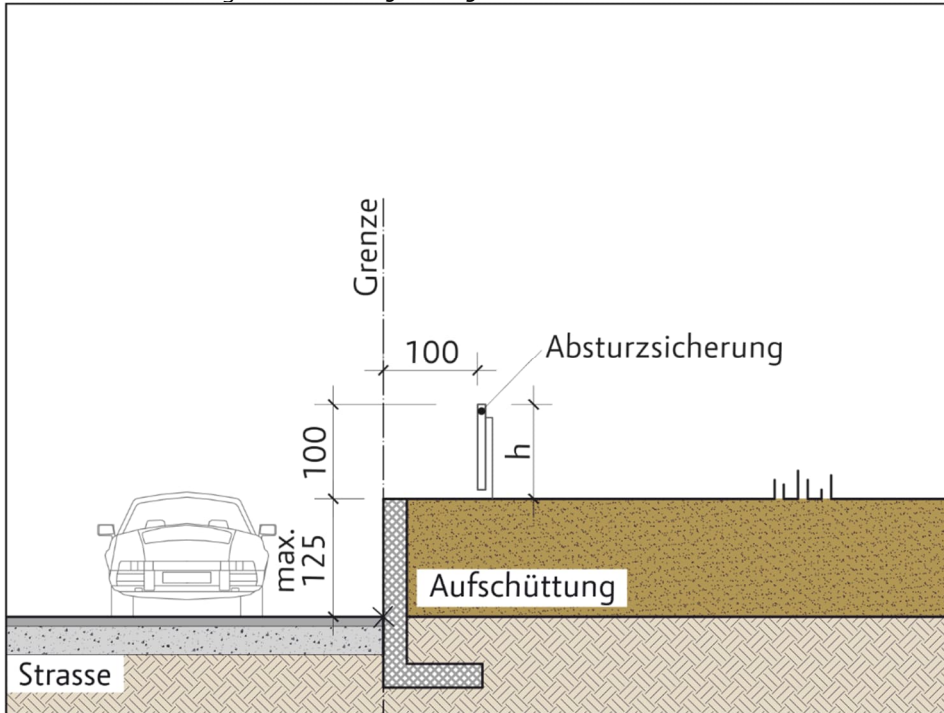 Grenze
100
Absturzsicherung
100
h
max.
125
Aufschüttung
Strasse